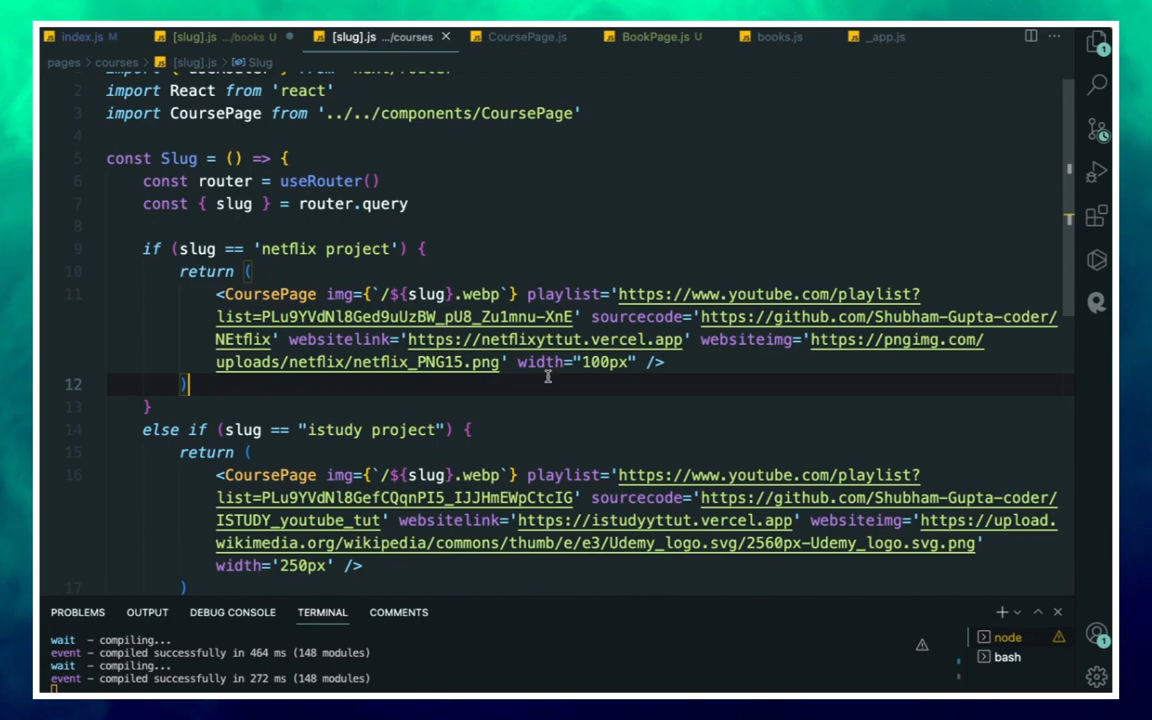 index.js M [slug].js .../books U [slug].js .../courses CoursePage.js BookPage.js U books.js _app.js
pages courses [slug].js Slug
import { useRouter } from 'next/router'
2 import React from 'react'
3 import CoursePage from '../../components/CoursePage'
4
5 const Slug = () => {
6 const router = useRouter()
7 const { slug } = router.query
8
9 if (slug == 'netflix project') {
10 return (
11 <CoursePage img={`/${slug}.webp`} playlist='https://www.youtube.com/playlist?
list=PLu9YVdNl8Ged9uUzBW_pU8_Zu1mnu-XnE' sourcecode='https://github.com/Shubham-Gupta-coder/
NEtflix' websitelink='https://netflixyttut.vercel.app' websiteimg='https://pngimg.com/
uploads/netflix/netflix_PNG15.png' width="100px" />
12 )
13 }
14 else if (slug == "istudy project") {
15 return (
16 <CoursePage img={`/${slug}.webp`} playlist='https://www.youtube.com/playlist?
list=PLu9YVdNl8GefCQqnPI5_IJJHmEWpCtcIG' sourcecode='https://github.com/Shubham-Gupta-coder/
ISTUDY_youtube_tut' websitelink='https://istudyyttut.vercel.app' websiteimg='https://upload.
wikimedia.org/wikipedia/commons/thumb/e/e3/Udemy_logo.svg/2560px-Udemy_logo.svg.png'
width='250px' />
17 )
PROBLEMS OUTPUT DEBUG CONSOLE TERMINAL COMMENTS
wait - compiling...
event - compiled successfully in 464 ms (148 modules)
wait - compiling...
event - compiled successfully in 272 ms (148 modules)
node
bash
1
1